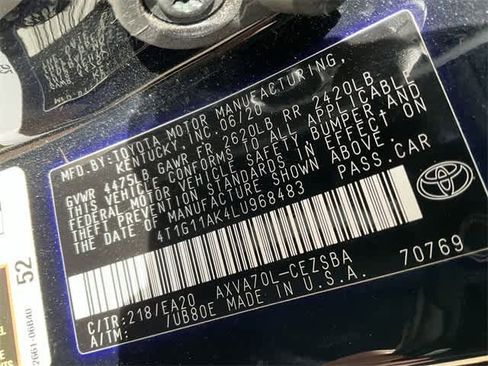 MFD.BY:TOYOTA MOTOR MANUFACTURING,
KENTUCKY,INC.06/20
GVWR 4475LB GAWR FR 2620LB RR 2420LB
THIS VEHICLE CONFORMS TO ALL APPLICABLE
FEDERAL MOTOR VEHICLE SAFETY BUMPER AND
THEFT PREVENTION STANDARDS IN EFFECT ON
THE DATE OF MANUFACTURE SHOWN ABOVE.
4T1G11AK4LU968483 PASS.CAR
TOYOTA
70769
C/TR:218/EA20 AXVA70L-CEZSBA
A/TM: /UB80E MADE IN U.S.A.
52